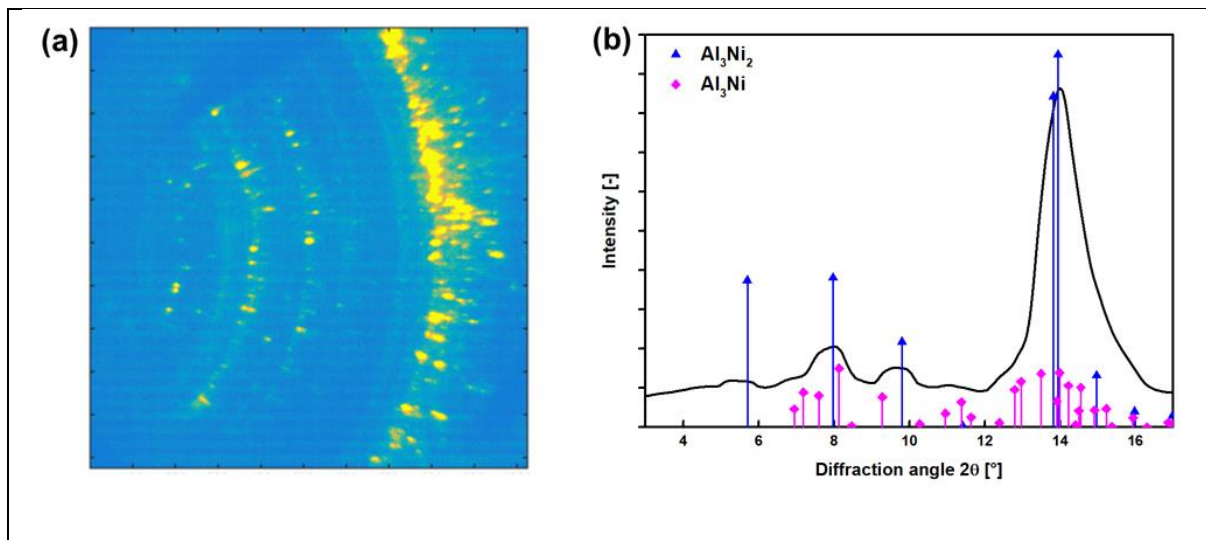 (a)
(b)
Al₃Ni₂
Al₃Ni
Intensity [-]
4 6 8 10 12 14 16
Diffraction angle 2θ [°]